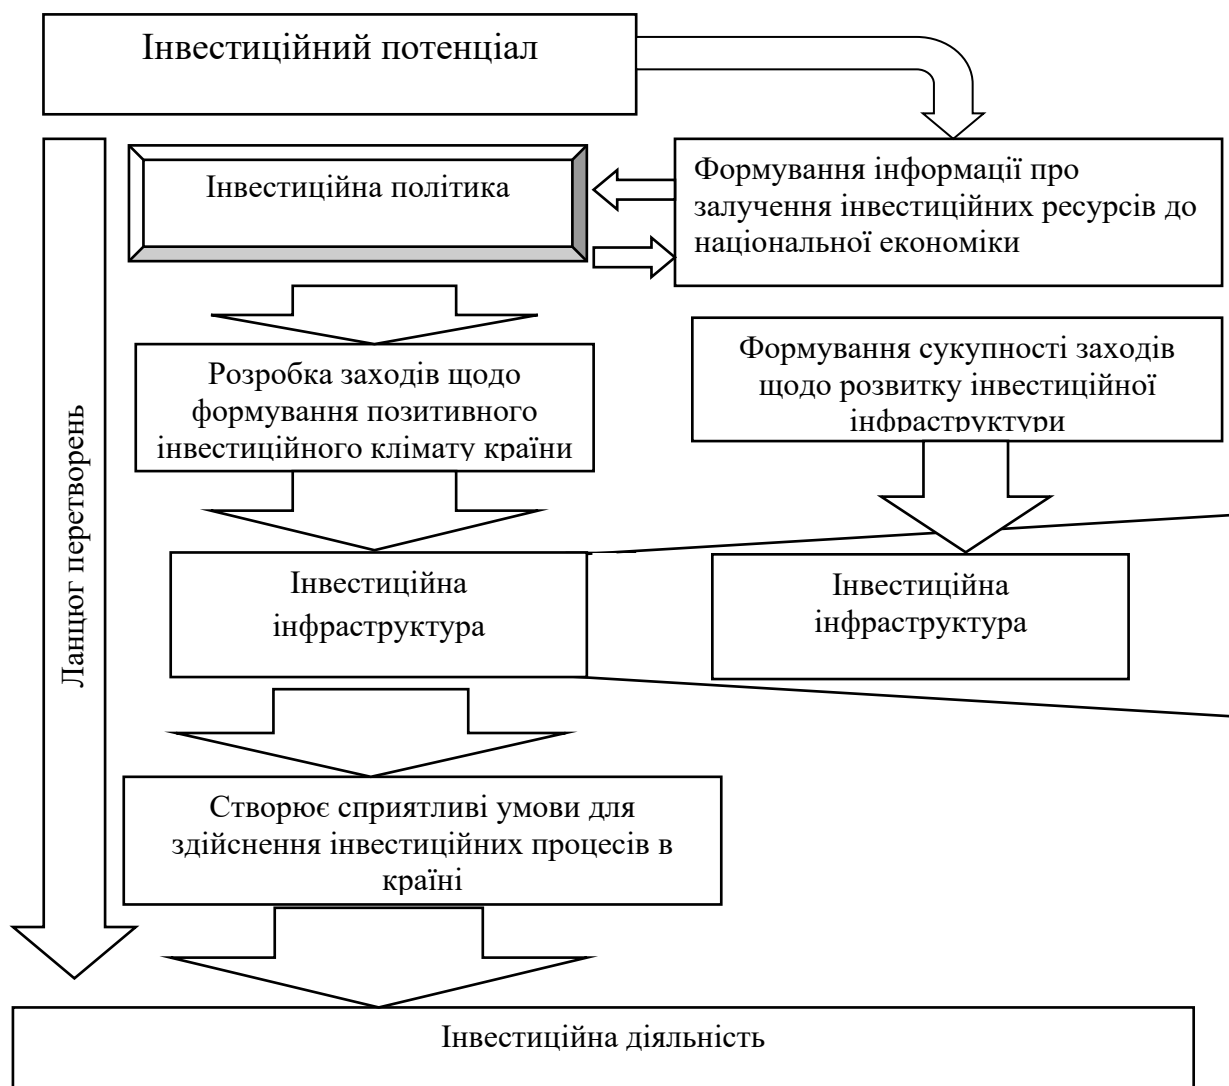 Інвестиційний потенціал
Інвестиційна політика
Формування інформації про
залучення інвестиційних ресурсів до
національної економіки
Розробка заходів щодо
формування позитивного
інвестиційного клімату країни
Формування сукупності заходів
щодо розвитку інвестиційної
інфраструктури
Ланцюг перетворень
Інвестиційна
інфраструктура
Інвестиційна
інфраструктура
Створює сприятливі умови для
здійснення інвестиційних процесів в
країні
Інвестиційна діяльність